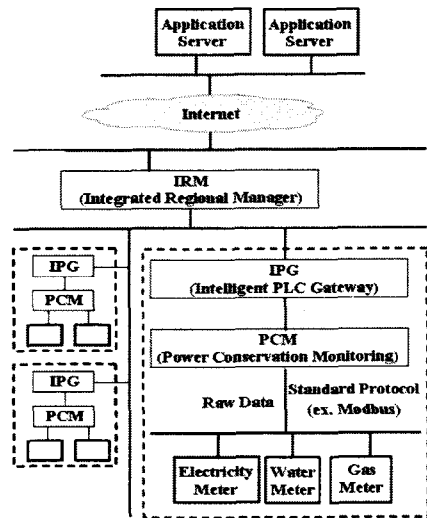 Application
Server
Application
Server
Internet
IRM
(Integrated Regional Manager)
IPG
PCM
IPG
PCM
IPG
(Intelligent PLC Gateway)
PCM
(Power Conservation Monitoring)
Raw Data
Standard Protocol
(ex. Modbus)
Electricity
Meter
Water
Meter
Gas
Meter